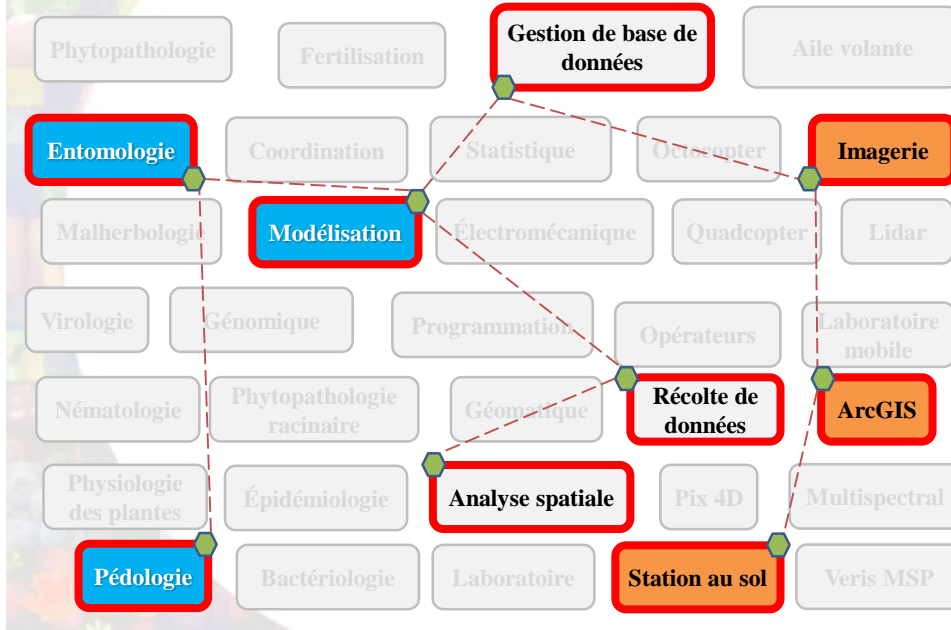 Phytopathologie
Fertilisation
Gestion de base de
données
Aile volante
Entomologie
Coordination
Statistique
Octocopter
Imagerie
Malherbologie
Modélisation
Électromécanique
Quadcopter
Lidar
Virologie
Génomique
Programmation
Opérateurs
Laboratoire
mobile
Nématologie
Phytopathologie
racinaire
Géomatique
Récolte de
données
ArcGIS
Physiologie
des plantes
Épidémiologie
Analyse spatiale
Pix 4D
Multispectral
Pédologie
Bactériologie
Laboratoire
Station au sol
Veris MSP